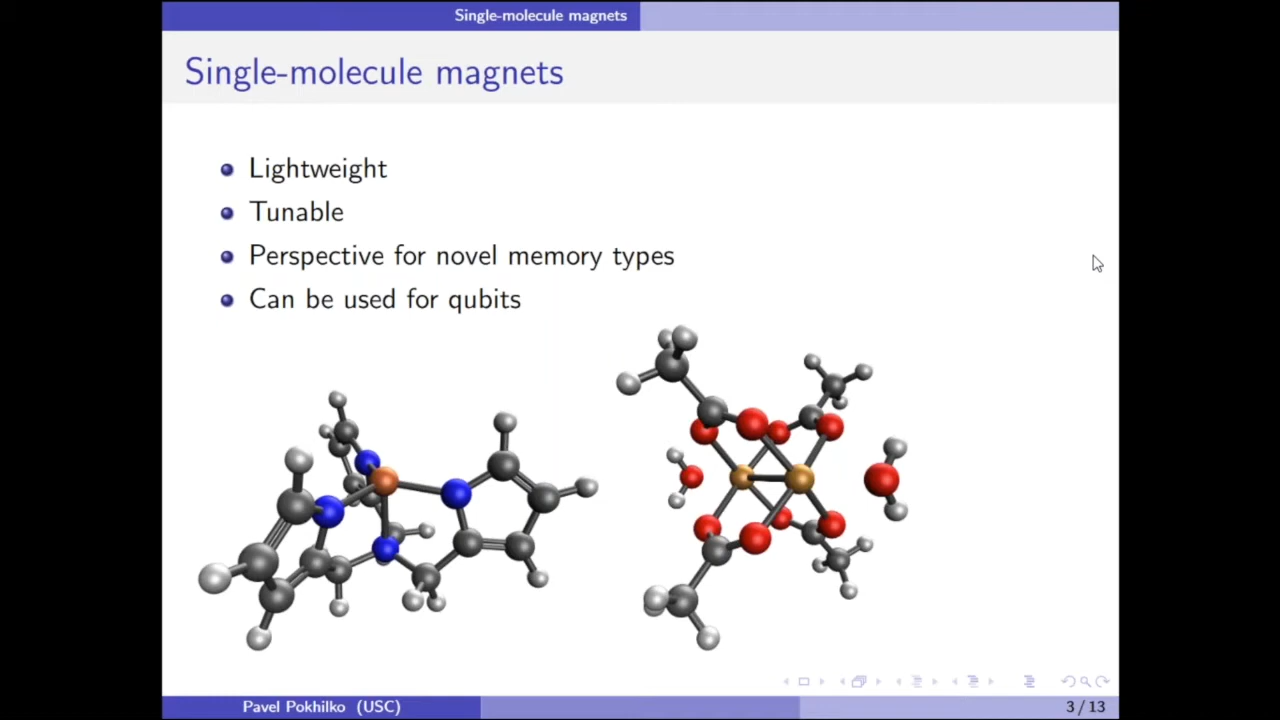 Single-molecule magnets
Single-molecule magnets
Lightweight
Tunable
Perspective for novel memory types
Can be used for qubits
Pavel Pokhilko (USC)
3 / 13